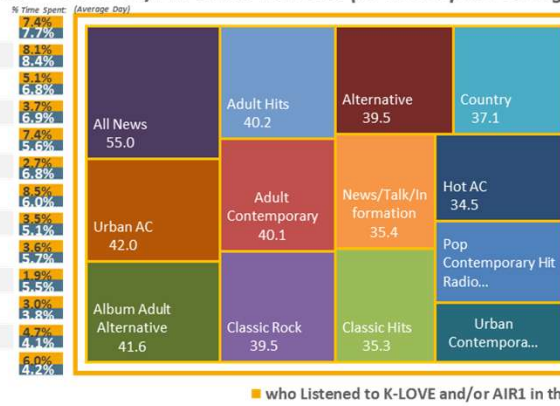 % Time Spent: (Average Day)
7.4%
7.7%
8.1%
8.4%
5.1%
6.8%
3.7%
6.9%
7.4%
5.6%
2.7%
6.8%
8.5%
6.0%
3.5%
5.1%
3.6%
5.7%
1.9%
5.5%
3.0%
3.8%
4.7%
4.1%
6.0%
4.2%
All News
55.0
Urban AC
42.0
Album Adult
Alternative
41.6
Adult Hits
40.2
Adult
Contemporary
40.1
Classic Rock
39.5
Alternative
39.5
News/Talk/In
formation
35.4
Classic Hits
35.3
Country
37.1
Hot AC
34.5
Pop
Contemporary Hit
Radio...
Urban
Contempora...
who Listened to K-LOVE and/or AIR1 in th